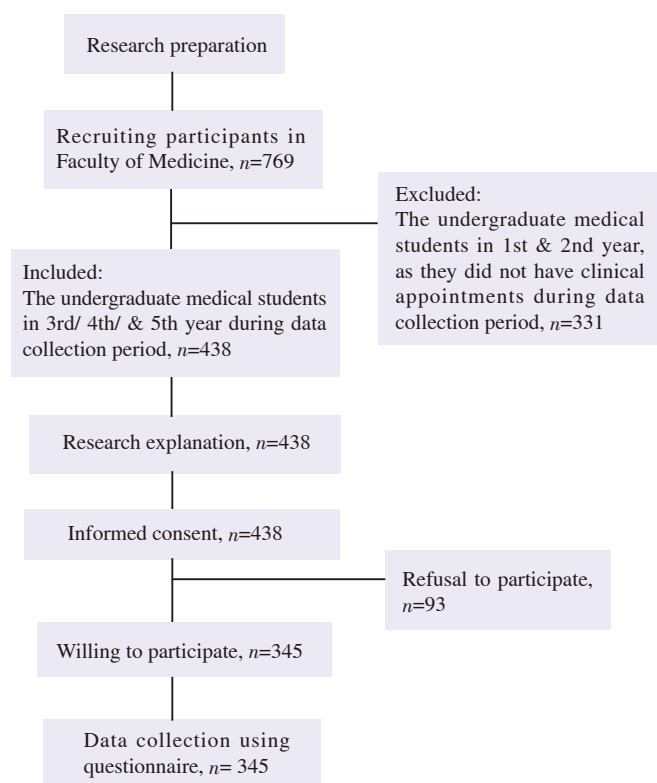 Research preparation
Recruiting participants in
Faculty of Medicine, n=769
Excluded:
The undergraduate medical
students in 1st & 2nd year,
as they did not have clinical
appointments during data
collection period, n=331
Included:
The undergraduate medical students
in 3rd/ 4th/ & 5th year during data
collection period, n=438
Research explanation, n=438
Informed consent, n=438
Refusal to participate,
n=93
Willing to participate, n=345
Data collection using
questionnaire, n= 345